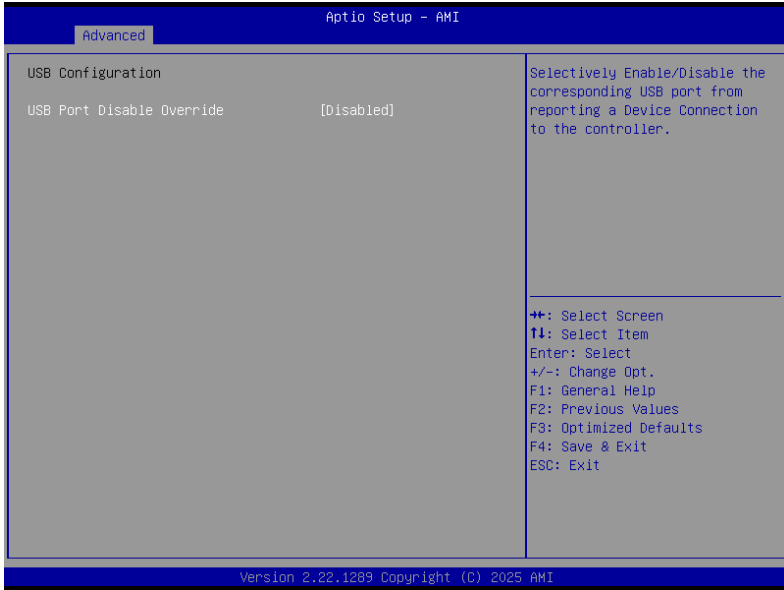 Aptio Setup – AMI
Advanced
USB Configuration
USB Port Disable Override [Disabled]
Selectively Enable/Disable the
corresponding USB port from
reporting a Device Connection
to the controller.
→←: Select Screen
↑↓: Select Item
Enter: Select
+/-: Change Opt.
F1: General Help
F2: Previous Values
F3: Optimized Defaults
F4: Save & Exit
ESC: Exit
Version 2.22.1289 Copyright (C) 2025 AMI